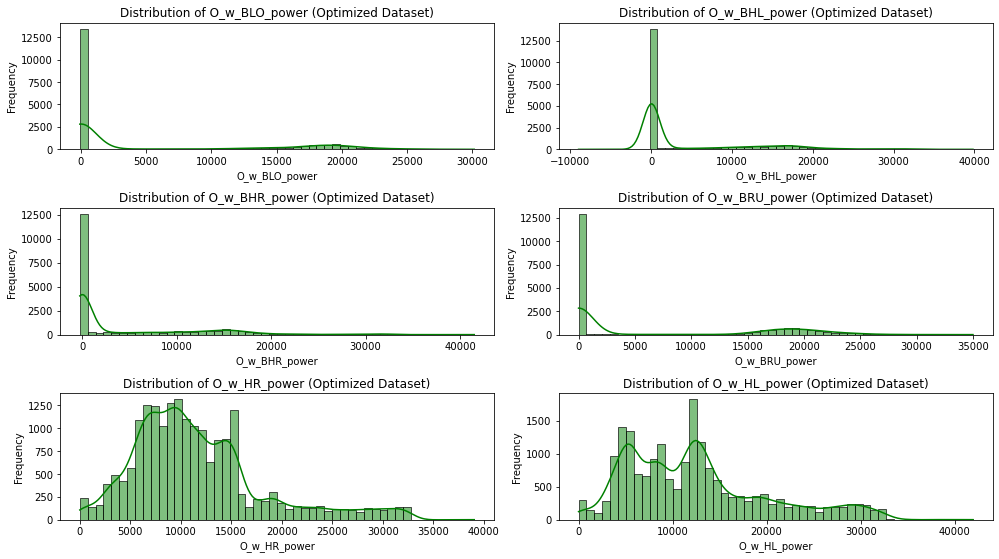 Distribution of O_w_BLO_power (Optimized Dataset)
Frequency
12500
10000
7500
5000
2500
0
0 5000 10000 15000 20000 25000 30000
O_w_BLO_power
Distribution of O_w_BHL_power (Optimized Dataset)
Frequency
12500
10000
7500
5000
2500
0
−10000 0 10000 20000 30000 40000
O_w_BHL_power
Distribution of O_w_BHR_power (Optimized Dataset)
Frequency
12500
10000
7500
5000
2500
0
0 10000 20000 30000 40000
O_w_BHR_power
Distribution of O_w_BRU_power (Optimized Dataset)
Frequency
12500
10000
7500
5000
2500
0
0 5000 10000 15000 20000 25000 30000 35000
O_w_BRU_power
Distribution of O_w_HR_power (Optimized Dataset)
Frequency
1250
1000
750
500
250
0
0 5000 10000 15000 20000 25000 30000 35000 40000
O_w_HR_power
Distribution of O_w_HL_power (Optimized Dataset)
Frequency
1500
1000
500
0
0 10000 20000 30000 40000
O_w_HL_power